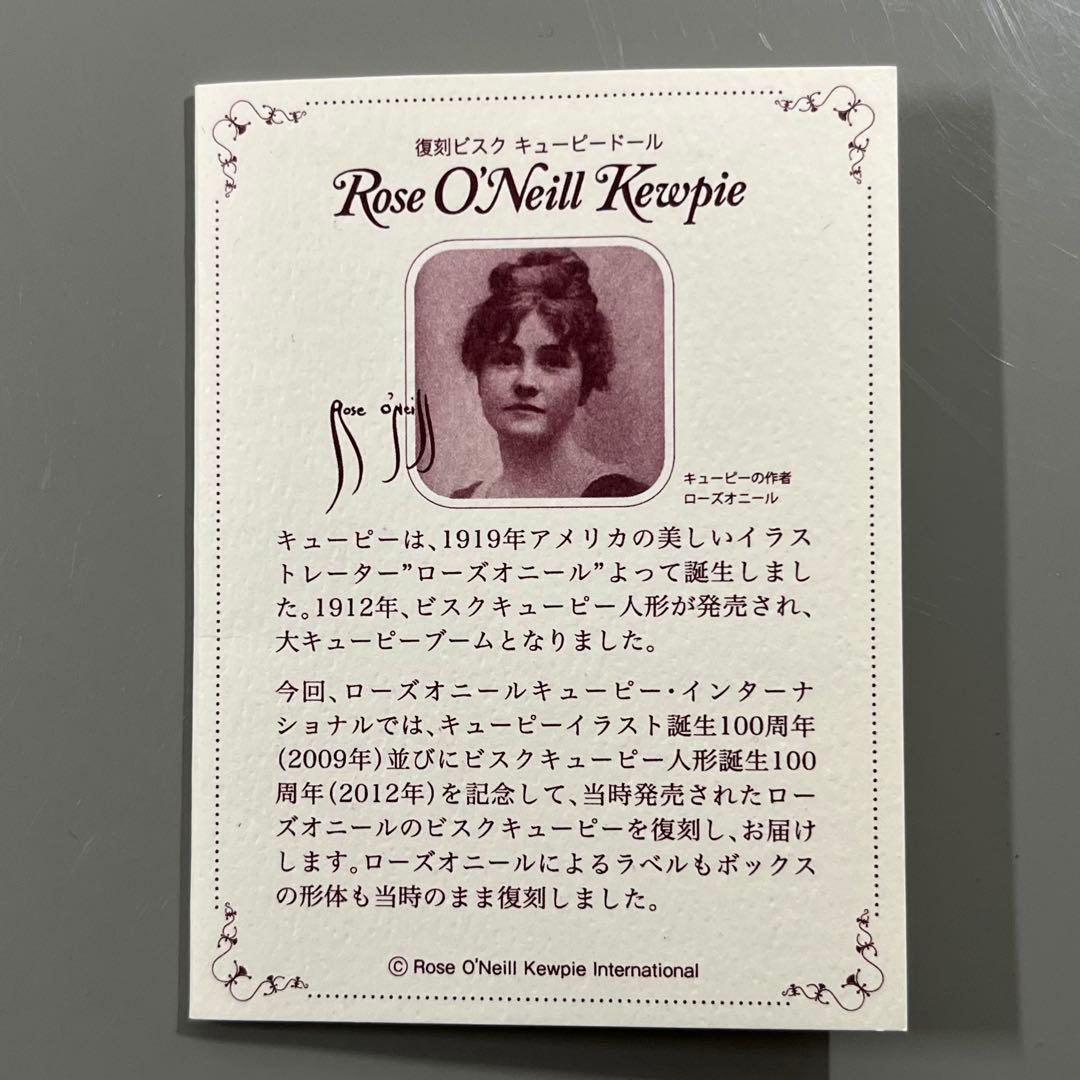 復刻ビスク キューピードール
Rose O'Neill Kewpie
Rose O'Neill
キューピーの作者
ローズオニール
キューピーは、1919年アメリカの美しいイラス
トレーター”ローズオニール”よって誕生しまし
た。1912年、ビスクキューピー人形が発売され、
大キューピーブームとなりました。
今回、ローズオニールキューピー・インターナ
ショナルでは、キューピーイラスト誕生100周年
(2009年)並びにビスクキューピー人形誕生100
周年(2012年)を記念して、当時発売されたロー
ズオニールのビスクキューピーを復刻し、お届け
します。ローズオニールによるラベルもボックス
の形体も当時のまま復刻しました。
© Rose O'Neill Kewpie International